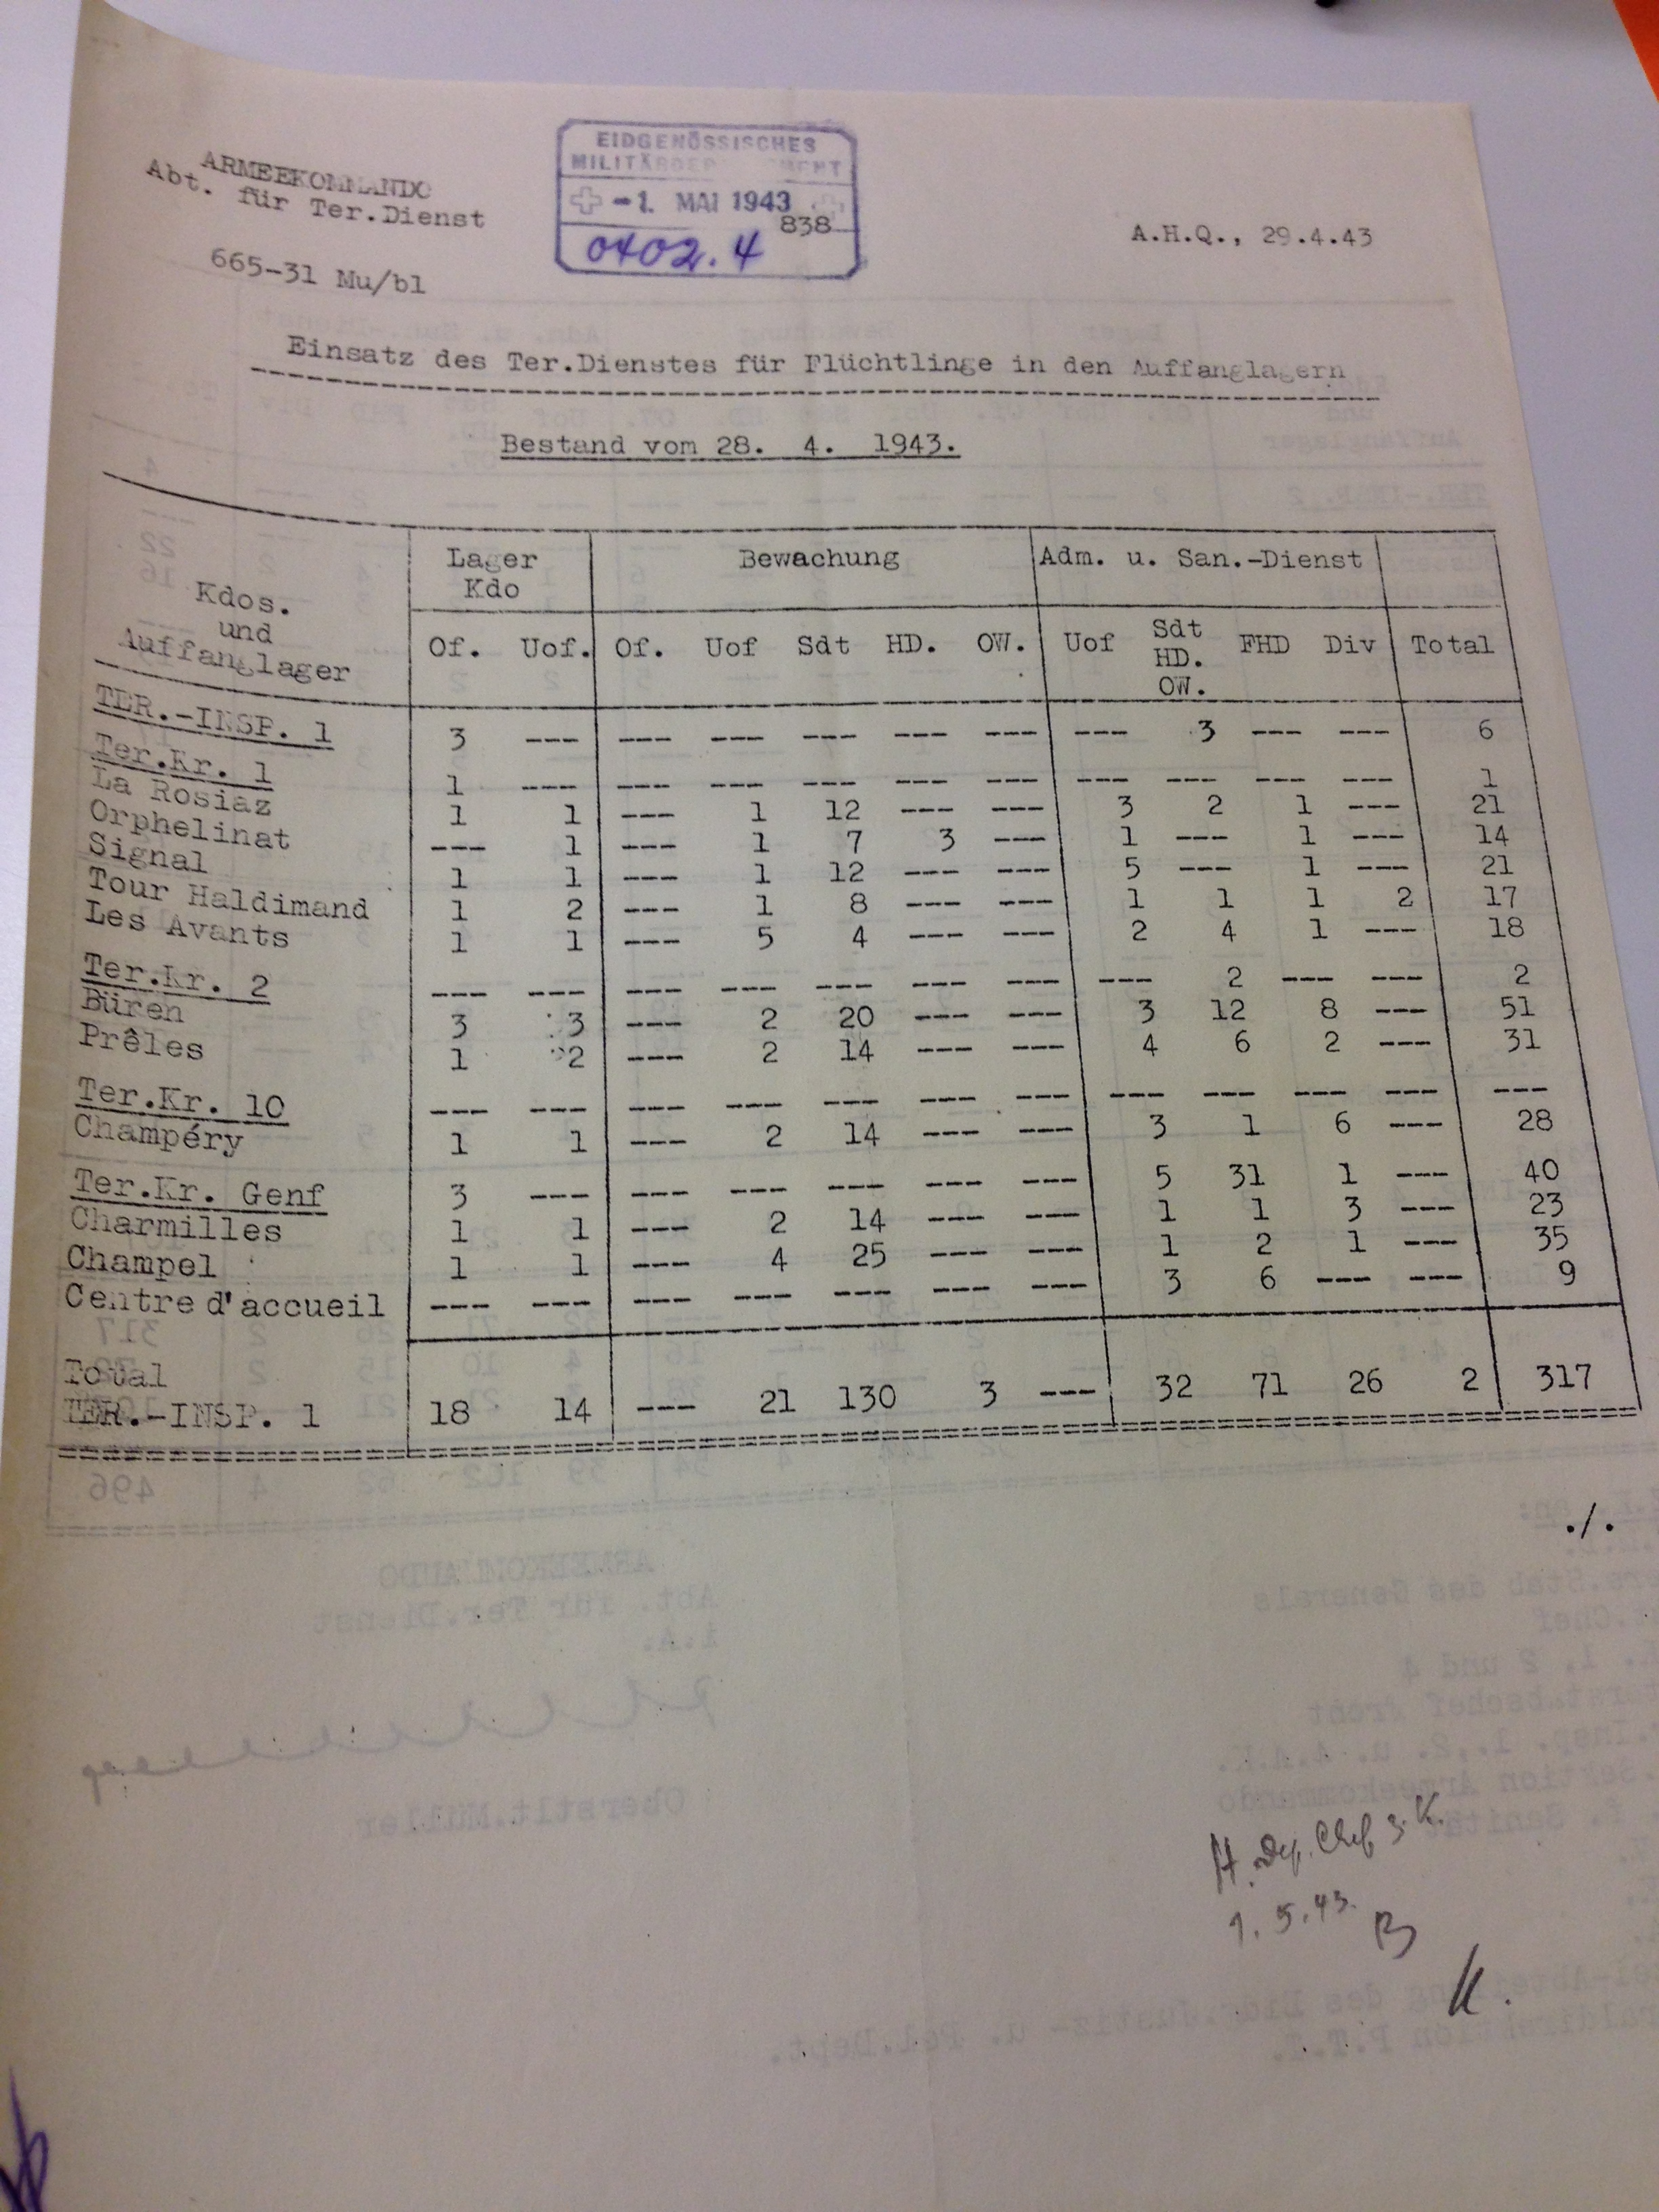 ARMEEKOMMANDO
Abt. für Ter.Dienst
665-31 Mu/bl
EIDGENÖSSISCHES
-1. MAI 1943
838
0402.4
A.H.Q., 29.4.43
Einsatz des Ter.Dienstes für Flüchtlinge in den Auffanglagern
Bestand vom 28. 4. 1943.
Kdos. und Auffanglager
Lager Kdo
Bewachung
Adm. u. San.-Dienst
Of. Uof. Of. Uof Sdt HD. OW. Uof Sdt HD. OW. FHD Div Total
TER.-INSP. 1 3 --- --- --- --- --- --- --- 3 --- --- 6
Ter.Kr. 1 1 --- --- --- --- --- --- --- --- --- --- 1
La Rosiaz 1 1 --- 1 12 --- --- 3 2 1 --- 21
Orphelinat --- 1 --- 1 7 3 --- 1 --- 1 --- 14
Signal 1 1 --- 1 12 --- --- 5 --- 1 --- 21
Tour Haldimand 1 2 --- 1 8 --- --- 1 1 1 2 17
Les Avants 1 1 --- 5 4 --- --- 2 4 1 --- 18
Ter.Kr. 2 --- --- --- --- --- --- --- --- 2 --- --- 2
Büren 3 3 --- 2 20 --- --- 3 12 8 --- 51
Prêles 1 2 --- 2 14 --- --- 4 6 2 --- 31
Ter.Kr. 10 --- --- --- --- --- --- --- --- --- --- --- ---
Champéry 1 1 --- 2 14 --- --- 3 1 6 --- 28
Ter.Kr. Genf 3 --- --- --- --- --- --- 5 31 1 --- 40
Charmilles 1 1 --- 2 14 --- --- 1 1 3 --- 23
Champel 1 1 --- 4 25 --- --- 1 2 1 --- 35
Centre d'accueil --- --- --- --- --- --- --- 3 6 --- --- 9
Total
TER.-INSP. 1 18 14 --- 21 130 3 --- 32 71 26 2 317
./.
Chef z. K.
1. 5. 43. B
K.